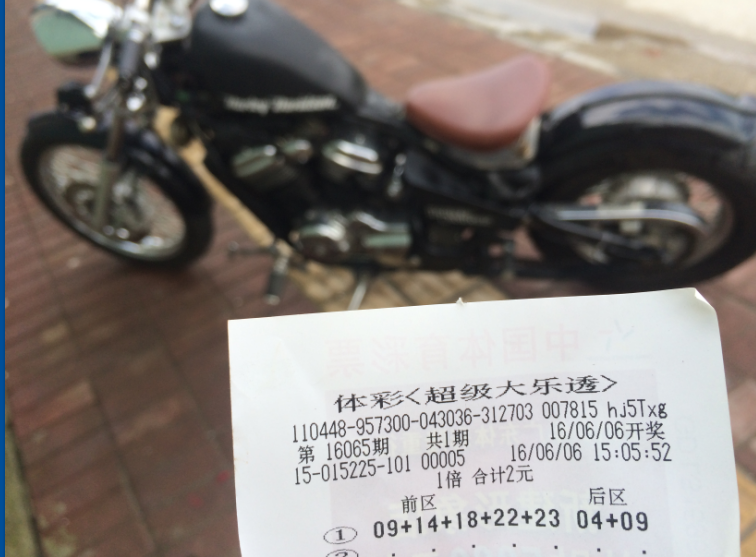 Harley Davidson
中国体育彩票
体彩<超级大乐透>
110448-957300-043036-312703 007815 hj5Txg
第 16065期 共1期 16/06/06开奖
15-015225-101 00005 16/06/06 15:05:52
1倍 合计2元
前区 后区
① 09+14+18+22+23 04+09